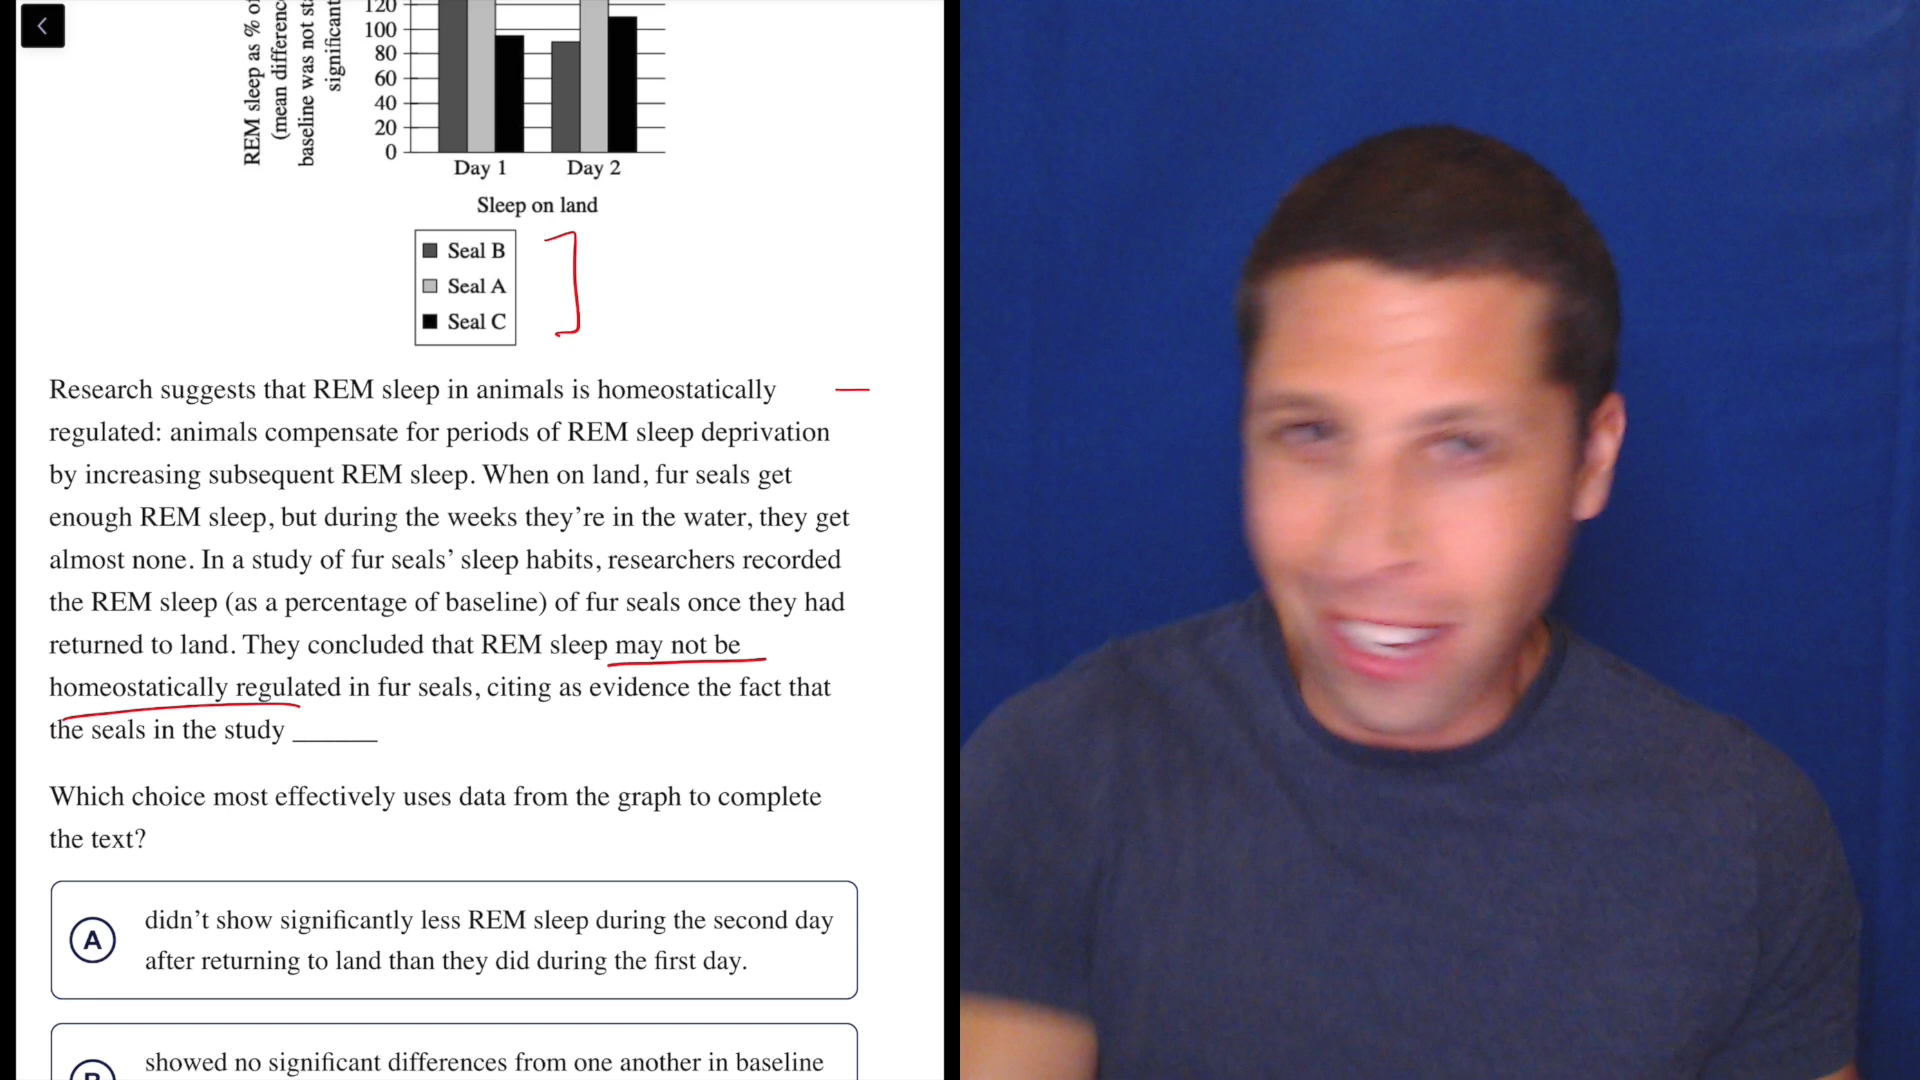 REM sleep as % of
(mean difference
baseline was not sta
significant
120
100
80
60
40
20
0
Day 1 Day 2
Sleep on land
Seal B
Seal A
Seal C
Research suggests that REM sleep in animals is homeostatically
regulated: animals compensate for periods of REM sleep deprivation
by increasing subsequent REM sleep. When on land, fur seals get
enough REM sleep, but during the weeks they’re in the water, they get
almost none. In a study of fur seals’ sleep habits, researchers recorded
the REM sleep (as a percentage of baseline) of fur seals once they had
returned to land. They concluded that REM sleep may not be
homeostatically regulated in fur seals, citing as evidence the fact that
the seals in the study ______
Which choice most effectively uses data from the graph to complete
the text?
A
didn’t show significantly less REM sleep during the second day
after returning to land than they did during the first day.
B
showed no significant differences from one another in baseline